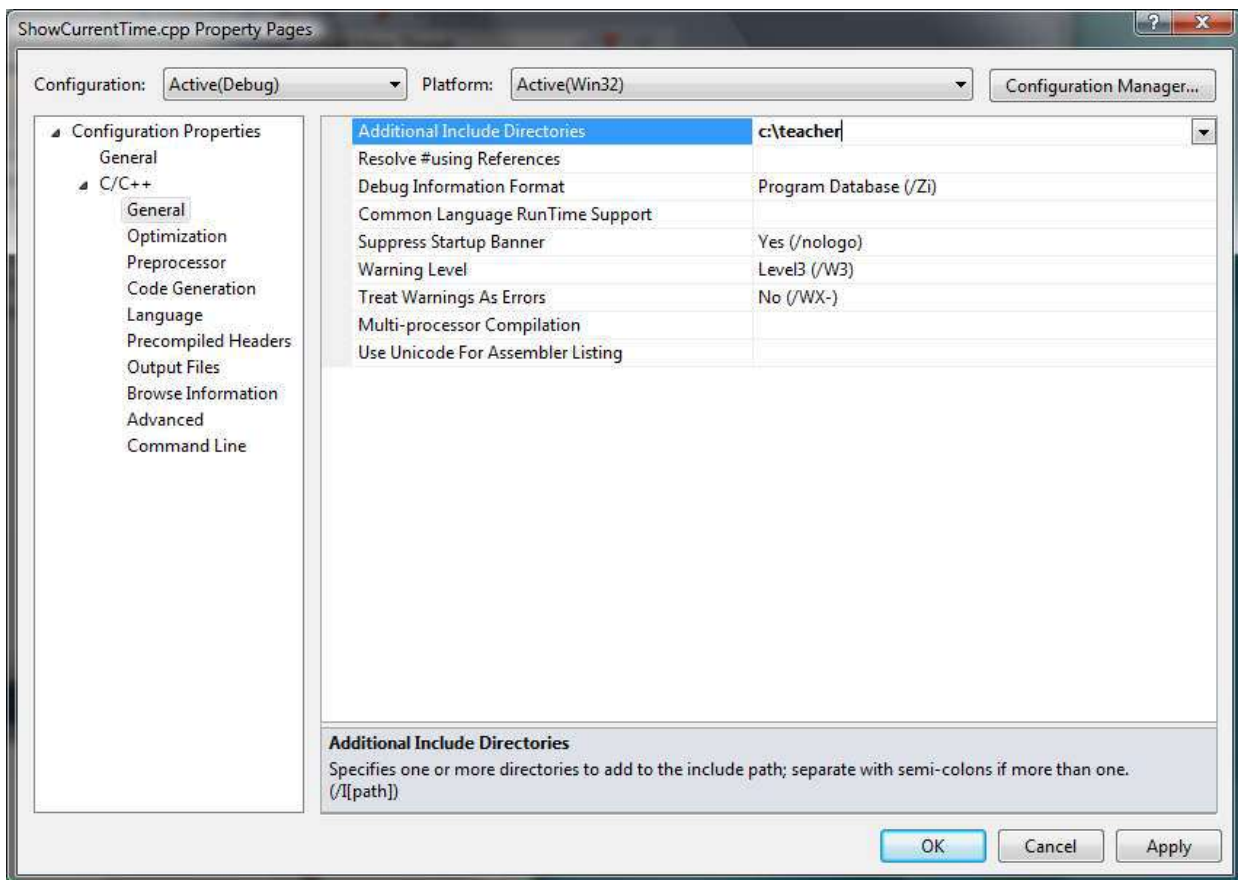 ShowCurrentTime.cpp Property Pages
Configuration: Active(Debug) Platform: Active(Win32) Configuration Manager...
Configuration Properties
General
C/C++
General
Optimization
Preprocessor
Code Generation
Language
Precompiled Headers
Output Files
Browse Information
Advanced
Command Line
Additional Include Directories c:\teacher
Resolve #using References
Debug Information Format Program Database (/Zi)
Common Language RunTime Support
Suppress Startup Banner Yes (/nologo)
Warning Level Level3 (/W3)
Treat Warnings As Errors No (/WX-)
Multi-processor Compilation
Use Unicode For Assembler Listing
Additional Include Directories
Specifies one or more directories to add to the include path; separate with semi-colons if more than one.
(/I[path])
OK Cancel Apply